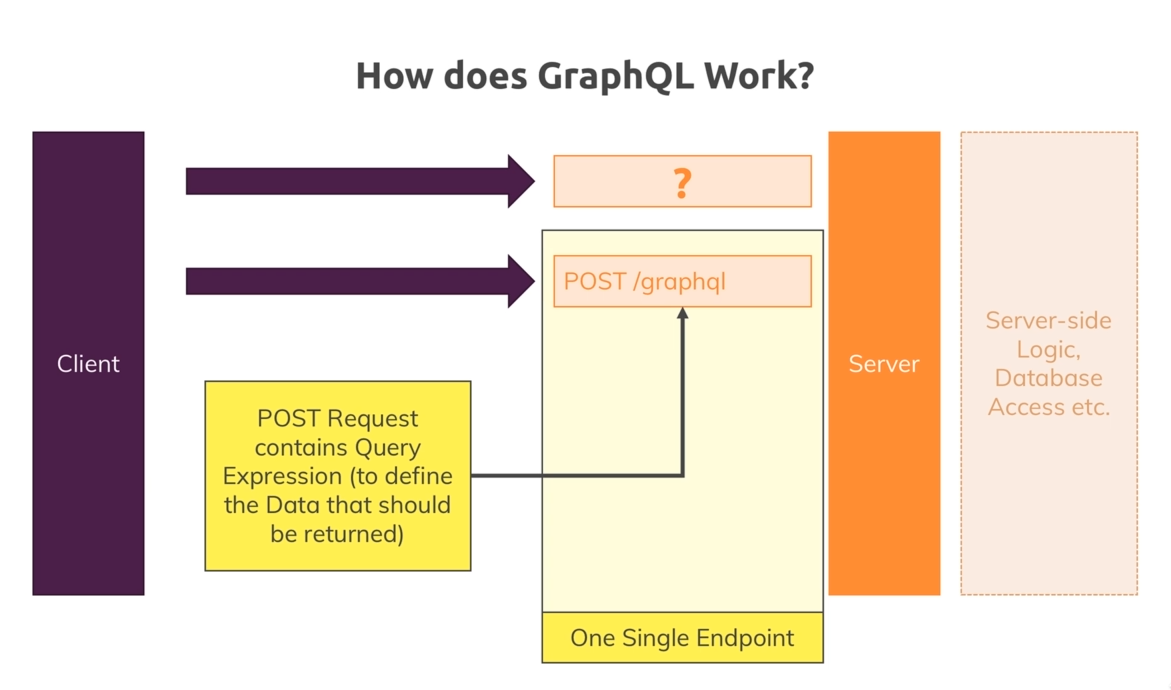 How does GraphQL Work?
?
POST /graphql
Client
POST Request
contains Query
Expression (to define
the Data that should
be returned)
Server
Server-side
Logic,
Database
Access etc.
One Single Endpoint